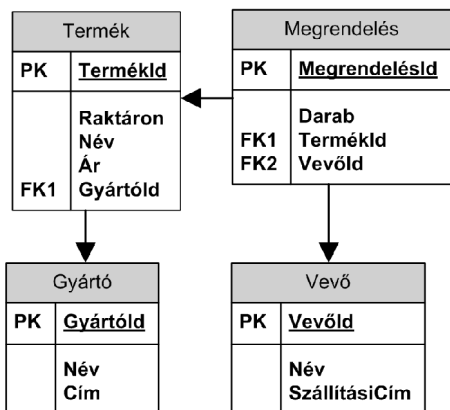 Termék
PK TermékId
Raktáron
Név
Ár
FK1 GyártóId
Megrendelés
PK MegrendelésId
Darab
FK1 TermékId
FK2 VevőId
Gyártó
PK GyártóId
Név
Cím
Vevő
PK VevőId
Név
SzállításiCím